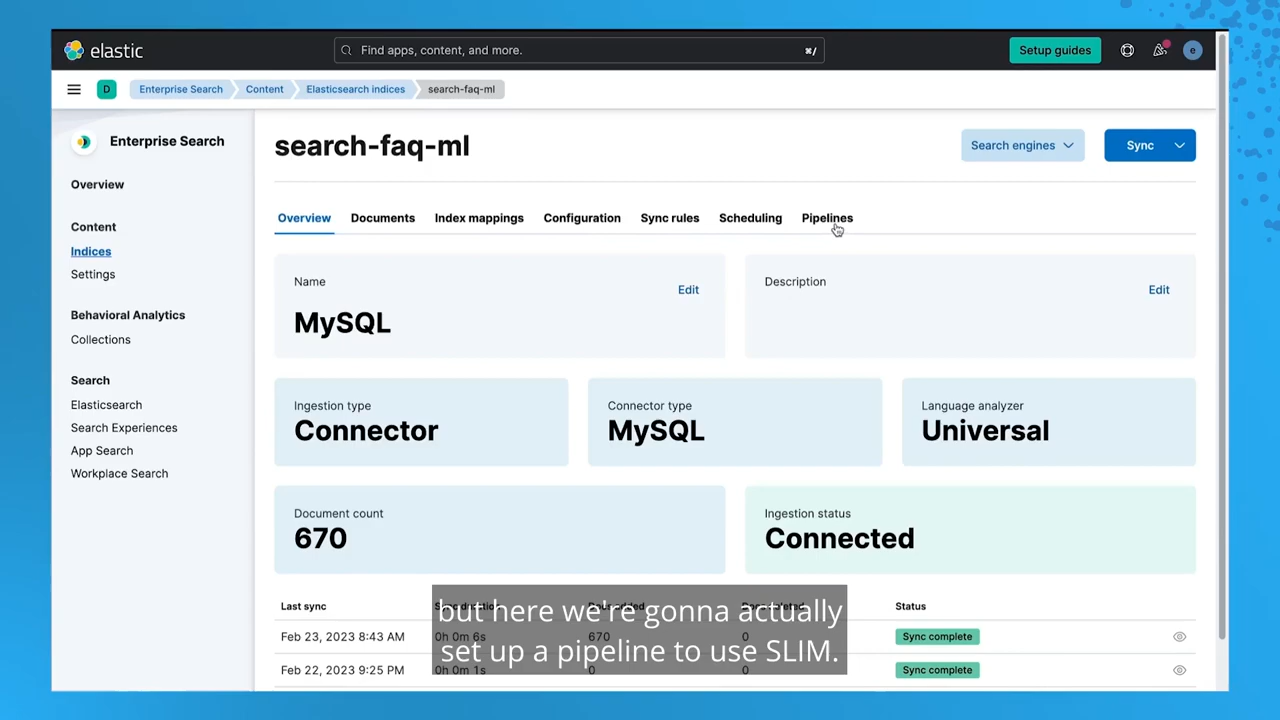 elastic
Find apps, content, and more.
⌘/
Setup guides
e
D
Enterprise Search
Content
Elasticsearch indices
search-faq-ml
Enterprise Search
Overview
Content
Indices
Settings
Behavioral Analytics
Collections
Search
Elasticsearch
Search Experiences
App Search
Workplace Search
search-faq-ml
Search engines
Sync
Overview Documents Index mappings Configuration Sync rules Scheduling Pipelines
Name
Edit
MySQL
Description
Edit
Ingestion type
Connector
Connector type
MySQL
Language analyzer
Universal
Document count
670
Ingestion status
Connected
Last sync Status
Feb 23, 2023 8:43 AM 0h 0m 6s 670 0 Sync complete
Feb 22, 2023 9:25 PM 0h 0m 1s 0 0 Sync complete
but here we're gonna actually
set up a pipeline to use SLIM.